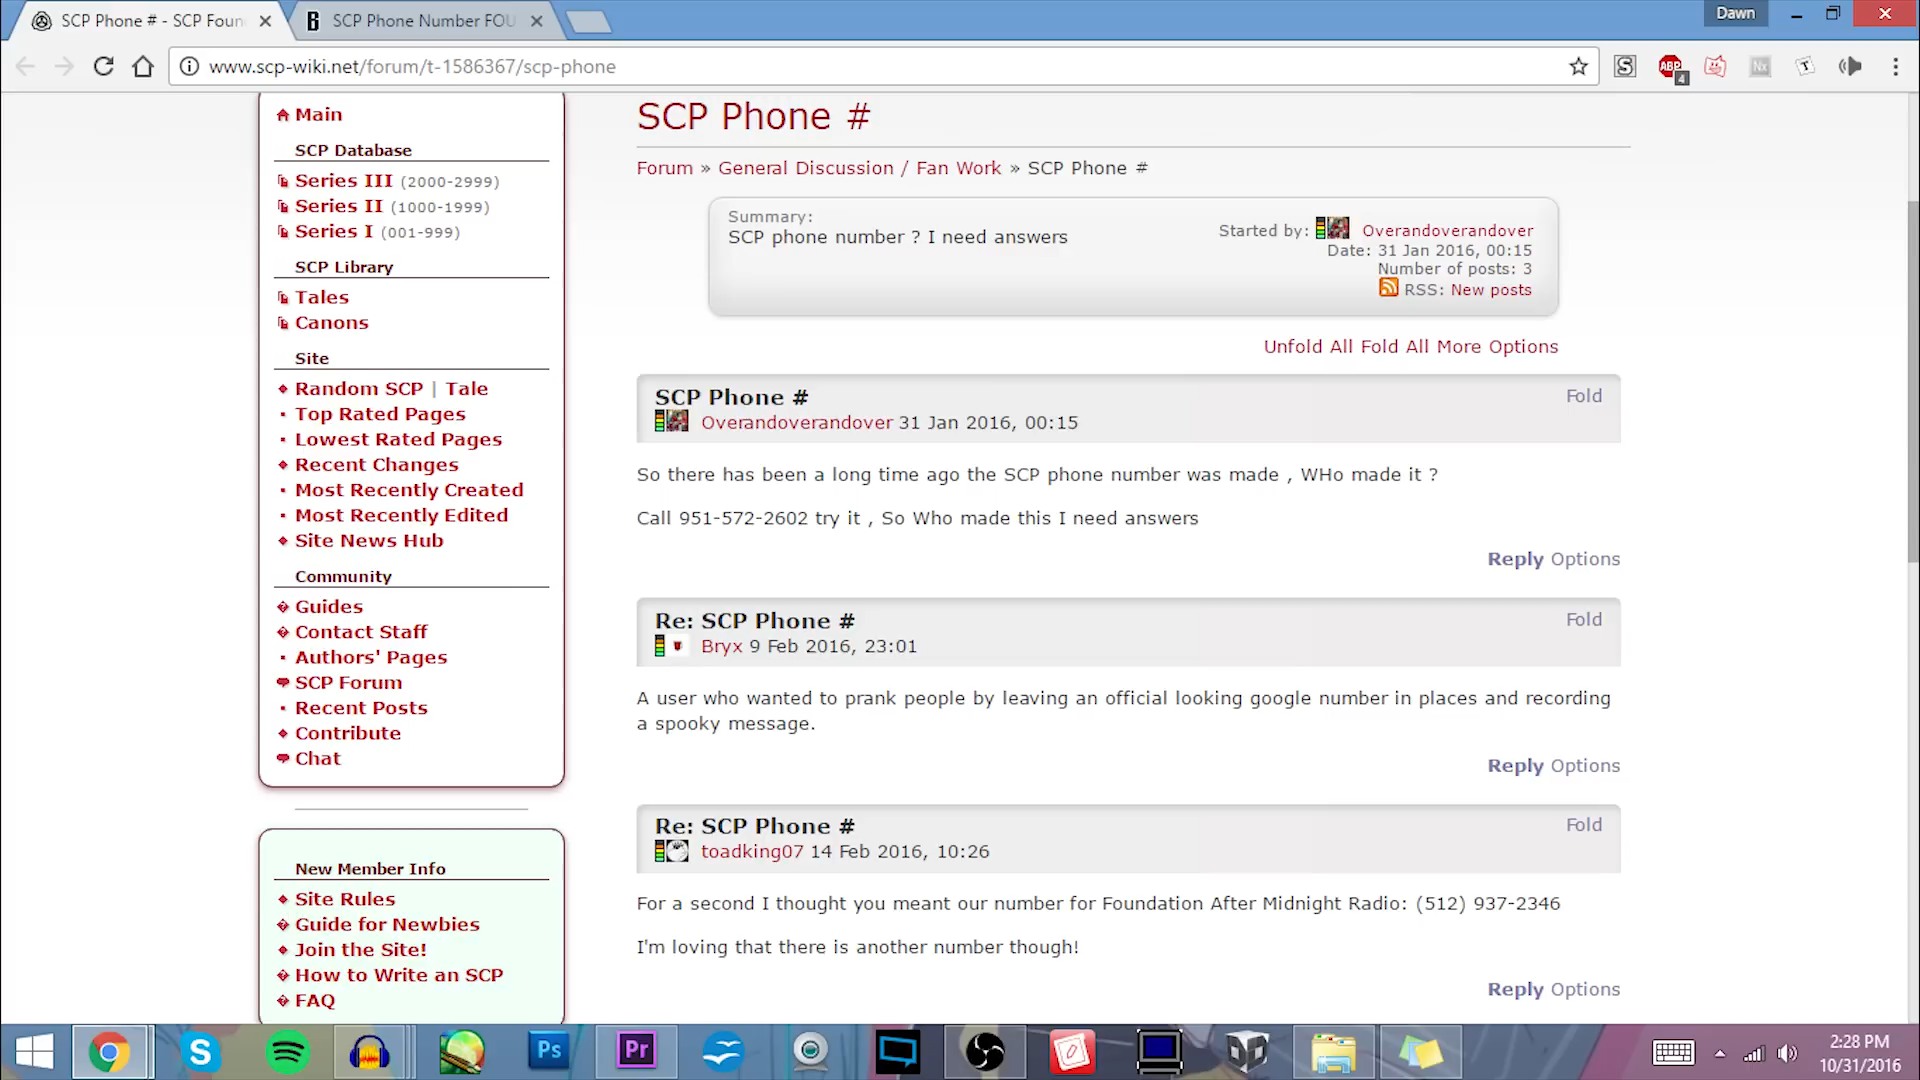 SCP Phone # - SCP Foun
SCP Phone Number FOU
Dawn
www.scp-wiki.net/forum/t-1586367/scp-phone
ABP
4
Main
SCP Database
Series III (2000-2999)
Series II (1000-1999)
Series I (001-999)
SCP Library
Tales
Canons
Site
Random SCP | Tale
Top Rated Pages
Lowest Rated Pages
Recent Changes
Most Recently Created
Most Recently Edited
Site News Hub
Community
Guides
Contact Staff
Authors' Pages
SCP Forum
Recent Posts
Contribute
Chat
New Member Info
Site Rules
Guide for Newbies
Join the Site!
How to Write an SCP
FAQ
SCP Phone #
Forum » General Discussion / Fan Work » SCP Phone #
Summary:
SCP phone number ? I need answers
Started by: Overandoverandover
Date: 31 Jan 2016, 00:15
Number of posts: 3
RSS: New posts
Unfold All Fold All More Options
SCP Phone #
Fold
Overandoverandover 31 Jan 2016, 00:15
So there has been a long time ago the SCP phone number was made , WHo made it ?
Call 951-572-2602 try it , So Who made this I need answers
Reply Options
Re: SCP Phone #
Fold
Bryx 9 Feb 2016, 23:01
A user who wanted to prank people by leaving an official looking google number in places and recording
a spooky message.
Reply Options
Re: SCP Phone #
Fold
toadking07 14 Feb 2016, 10:26
For a second I thought you meant our number for Foundation After Midnight Radio: (512) 937-2346
I'm loving that there is another number though!
Reply Options
Ps
Pr
2:28 PM
10/31/2016